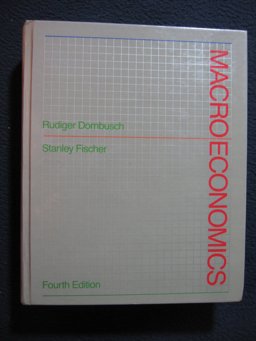 MACROECONOMICS
Rudiger Dornbusch
Stanley Fischer
Fourth Edition